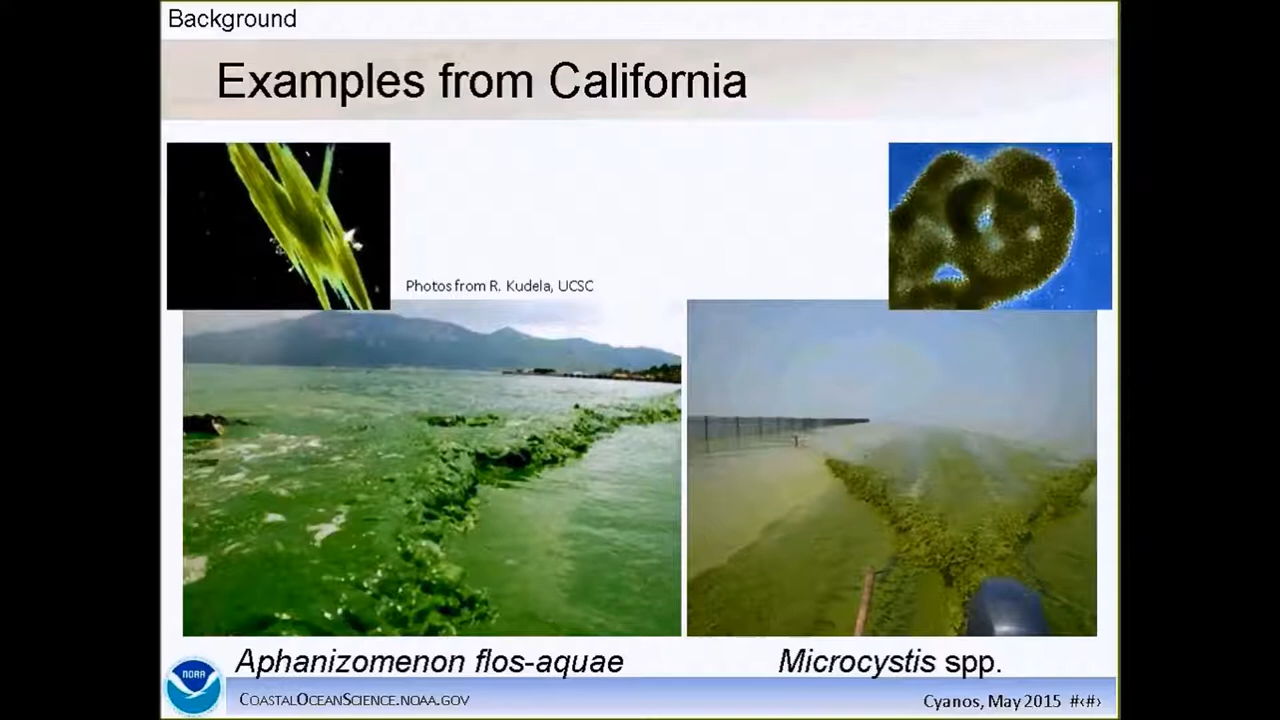 Background
Examples from California
Photos from R. Kudela, UCSC
Aphanizomenon flos-aquae
Microcystis spp.
NOAA
COASTALOCEANSCIENCE.NOAA.GOV
Cyanos, May 2015 #‹#›